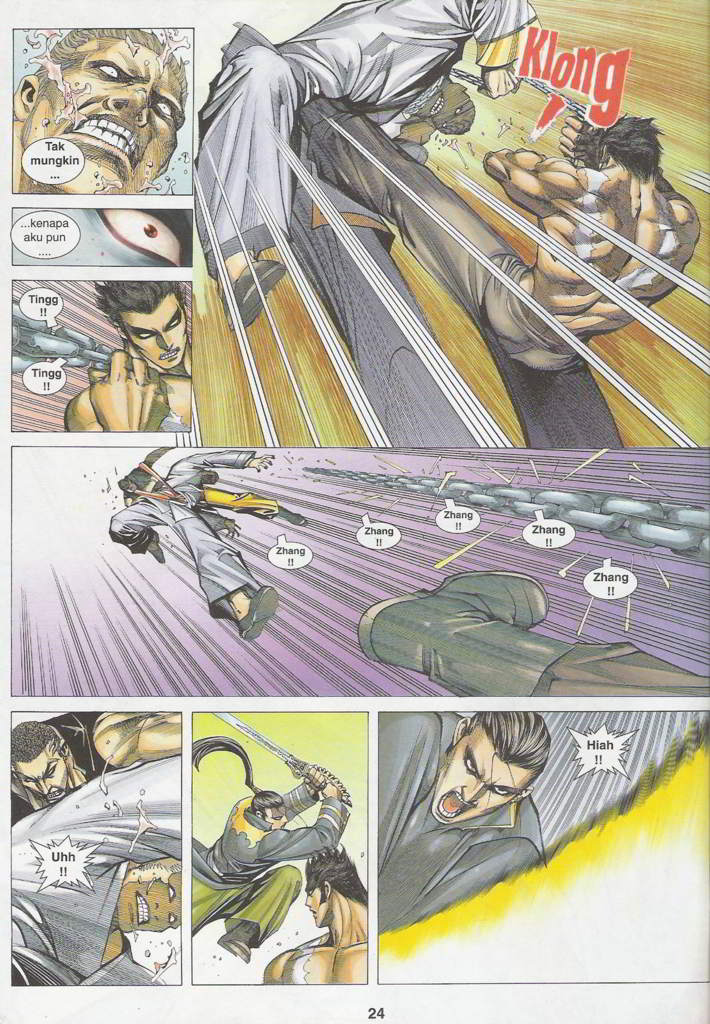 Tak
mungkin
...
...kenapa
aku pun
....
Tingg
!!
Tingg
!!
Klong
!
Zhang
!!
Zhang
!!
Zhang
!!
Zhang
!!
Zhang
!!
Uhh
!!
Hiah
!!
24